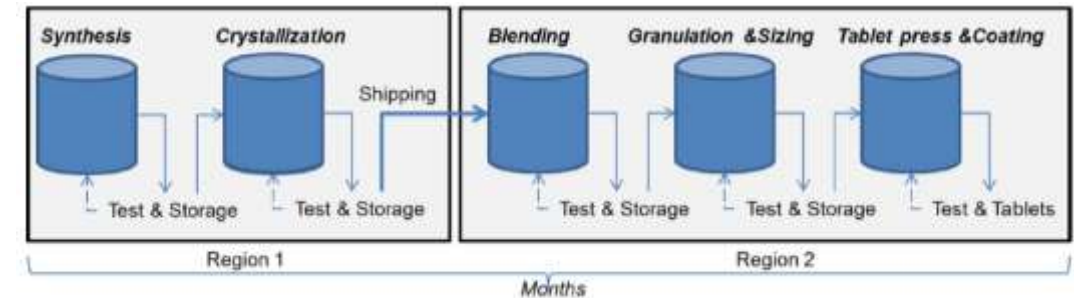 Synthesis
Crystallization
Blending
Granulation &Sizing
Tablet press &Coating
Shipping
Test & Storage
Test & Storage
Test & Storage
Test & Storage
Test & Tablets
Region 1
Region 2
Months